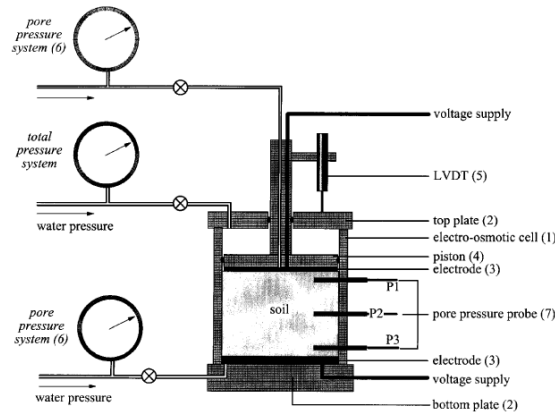 pore
pressure
system (6)
total
pressure
system
water pressure
pore
pressure
system (6)
water pressure
voltage supply
LVDT (5)
top plate (2)
electro-osmotic cell (1)
piston (4)
electrode (3)
P1
soil
P2
pore pressure probe (7)
P3
electrode (3)
voltage supply
bottom plate (2)